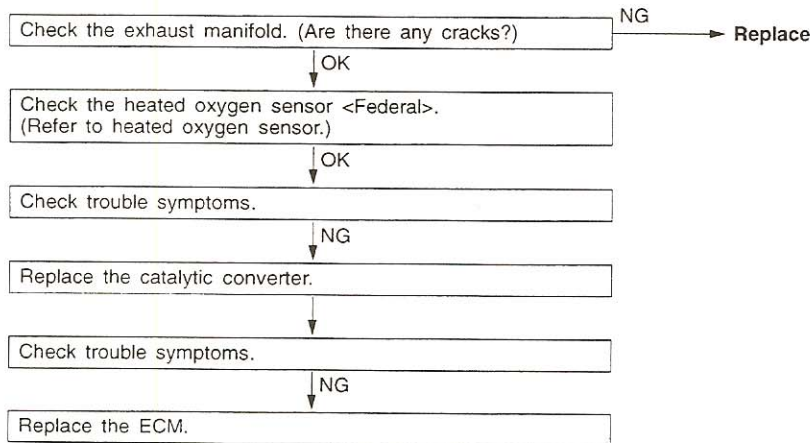 Check the exhaust manifold. (Are there any cracks?)
NG
Replace
OK
Check the heated oxygen sensor <Federal>.
(Refer to heated oxygen sensor.)
OK
Check trouble symptoms.
NG
Replace the catalytic converter.
Check trouble symptoms.
NG
Replace the ECM.